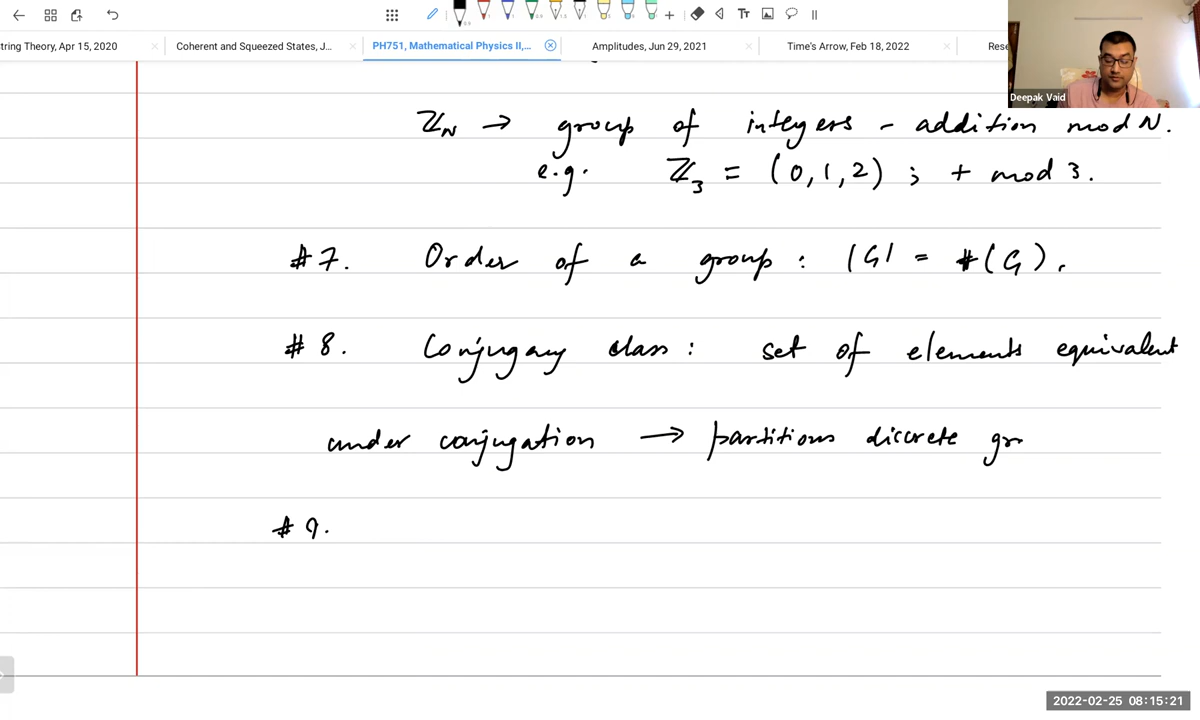 tring Theory, Apr 15, 2020
Coherent and Squeezed States, J...
PH751, Mathematical Physics II,...
Amplitudes, Jun 29, 2021
Time's Arrow, Feb 18, 2022
Rese
Deepak Vaid
ℤN → group of integers - addition mod N.
e.g. ℤ3 = (0,1,2) ; + mod 3.
#7. Order of a group : |G| = #(G).
#8. Conjugacy class : set of elements equivalent
under conjugation → partitions discrete gr
#9.
2022-02-25 08:15:21